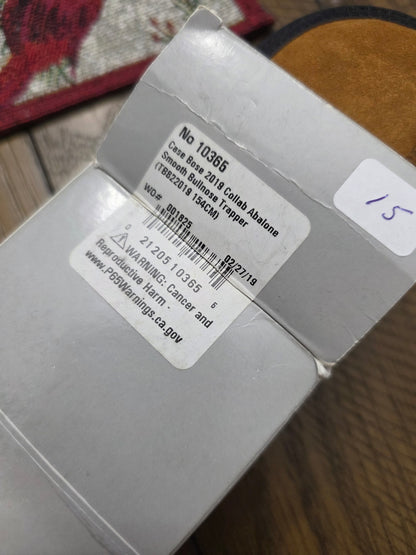 No 10365
Case Bose 2019 Collab Abalone
Smooth Bullnose Trapper
(TB822019 154CM)
WO# 001925 02/27/19
0 21205 10365 6
WARNING: Cancer and
Reproductive Harm -
www.P65Warnings.ca.gov
15